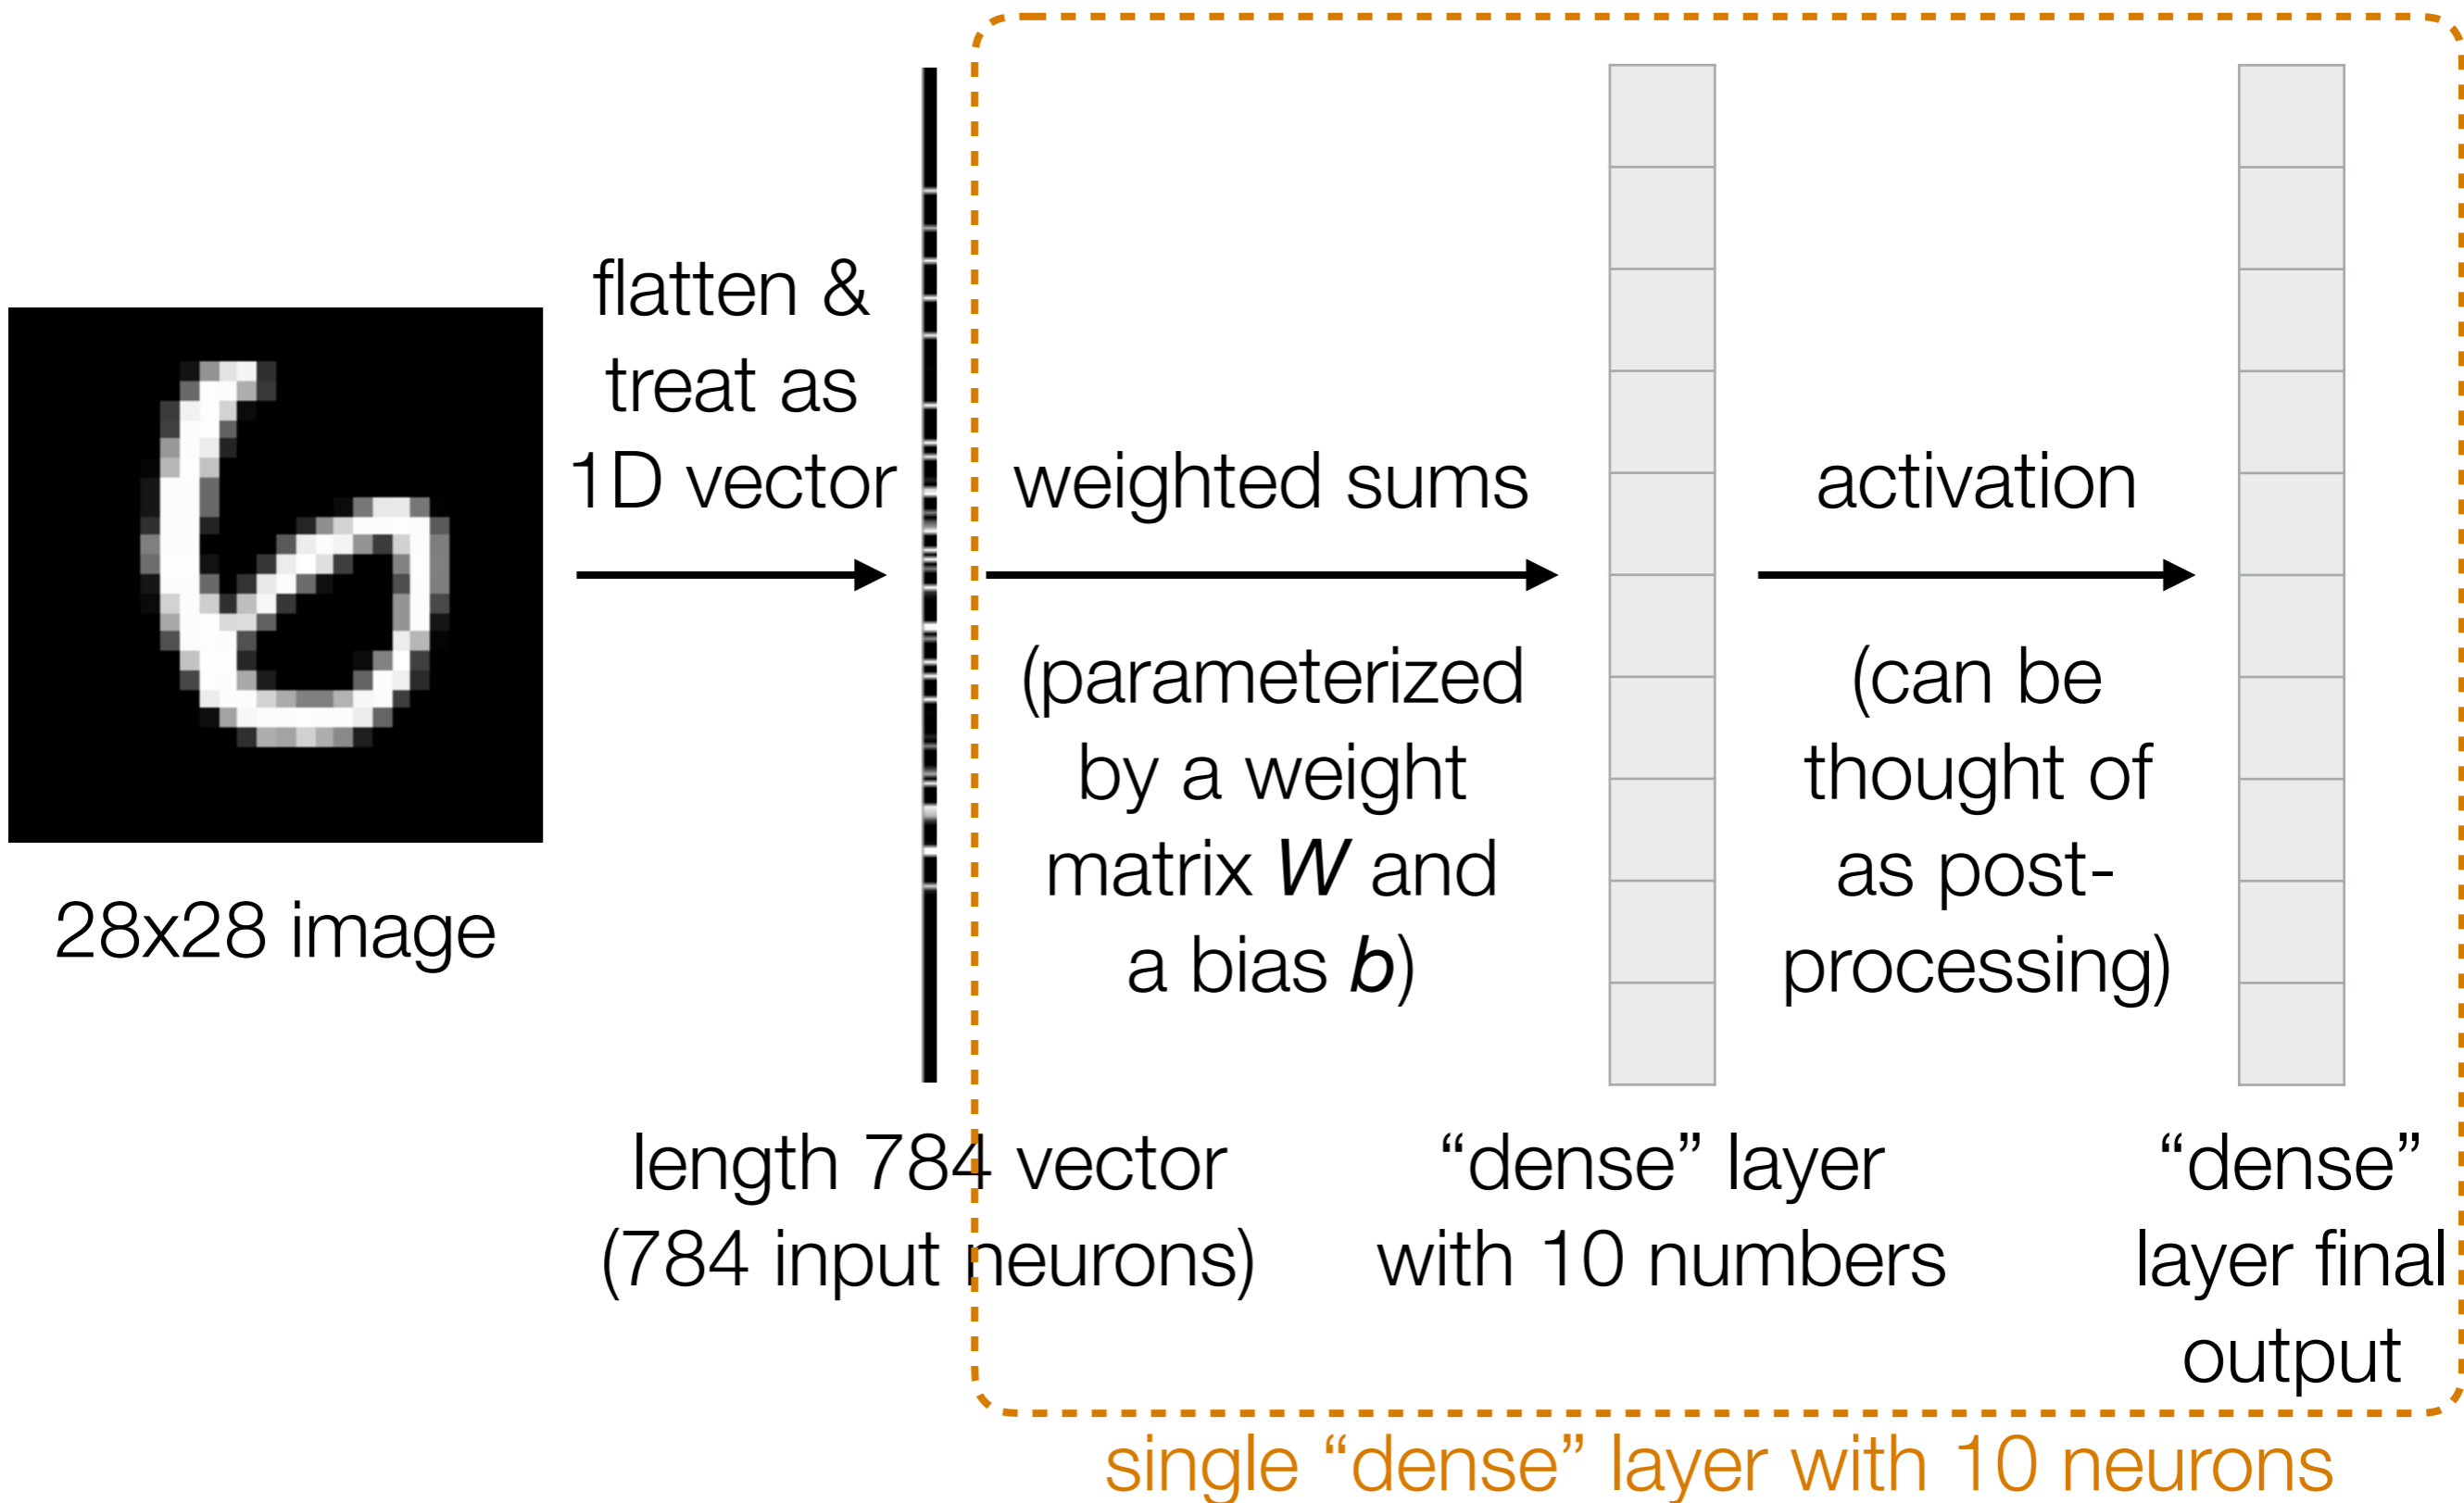 flatten &
treat as
1D vector
28x28 image
length 784 vector
(784 input neurons)
weighted sums
(parameterized
by a weight
matrix W and
a bias b)
“dense” layer
with 10 numbers
activation
(can be
thought of
as post-
processing)
“dense”
layer final
output
single “dense” layer with 10 neurons